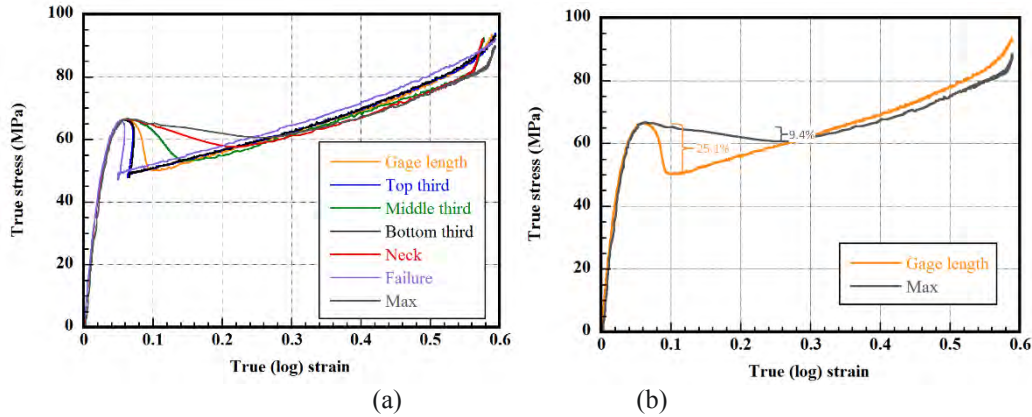 100
80
60
40
20
0
True stress (MPa)
Gage length
Top third
Middle third
Bottom third
Neck
Failure
Max
0 0.1 0.2 0.3 0.4 0.5 0.6
True (log) strain
(a)
100
80
60
40
20
0
True stress (MPa)
9.4%
25.1%
Gage length
Max
0 0.1 0.2 0.3 0.4 0.5 0.6
True (log) strain
(b)